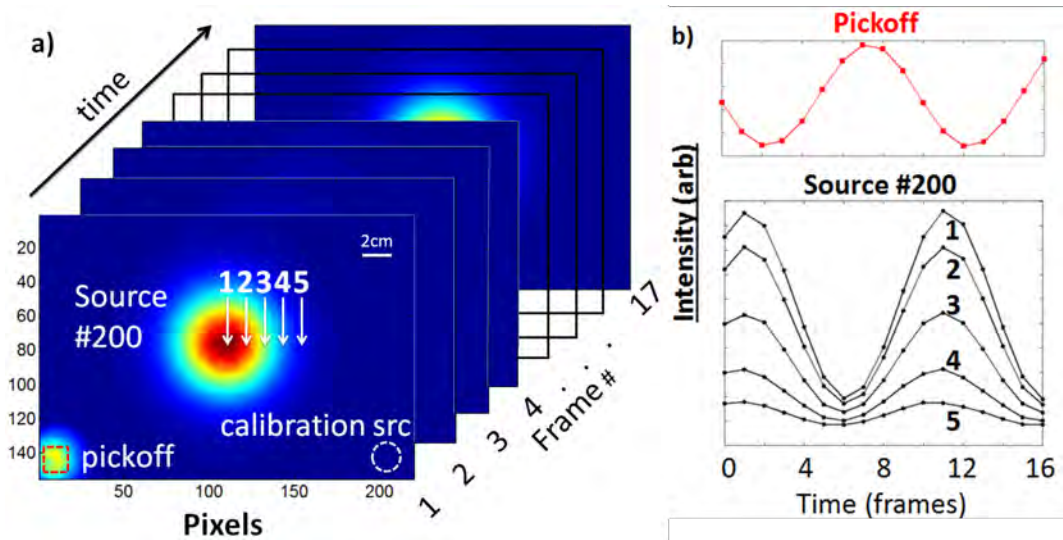 a)
time
20
40
60
80
100
120
140
Source
#200
12345
2cm
pickoff
calibration src
50
100
150
200
Pixels
1
2
3
4
. . .
17
Frame #
b)
Pickoff
Source #200
Intensity (arb)
1
2
3
4
5
0 4 8 12 16
Time (frames)